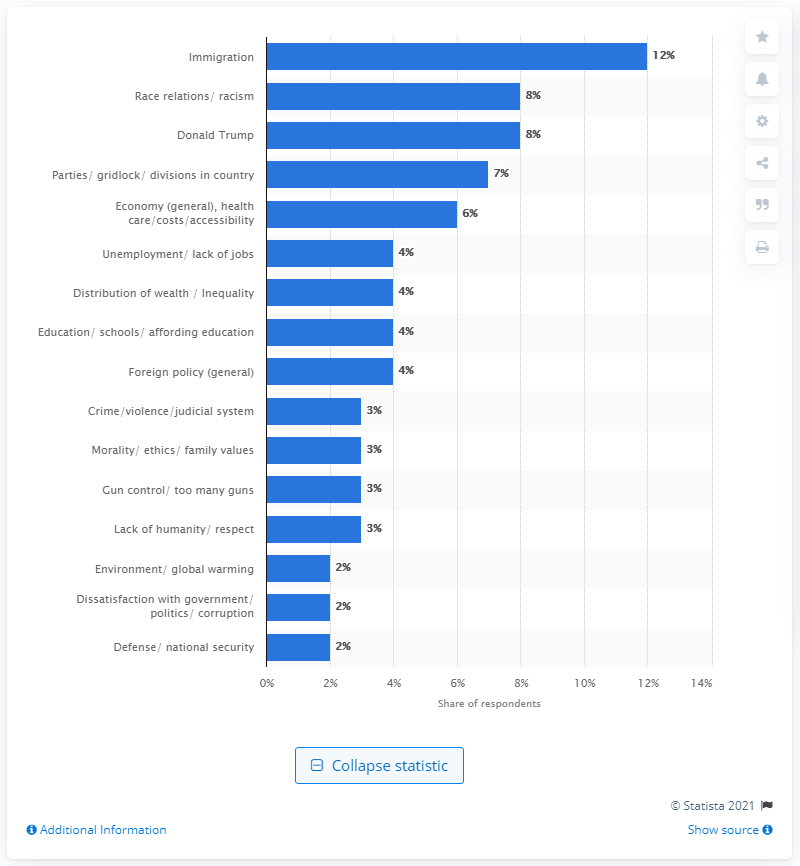 Immigration 12%
Race relations/ racism 8%
Donald Trump 8%
Parties/ gridlock/ divisions in country 7%
Economy (general), health
care/costs/accessibility 6%
Unemployment/ lack of jobs 4%
Distribution of wealth / Inequality 4%
Education/ schools/ affording education 4%
Foreign policy (general) 4%
Crime/violence/judicial system 3%
Morality/ ethics/ family values 3%
Gun control/ too many guns 3%
Lack of humanity/ respect 3%
Environment/ global warming 2%
Dissatisfaction with government/
politics/ corruption 2%
Defense/ national security 2%
0% 2% 4% 6% 8% 10% 12% 14%
Share of respondents
Collapse statistic
© Statista 2021
Additional Information
Show source